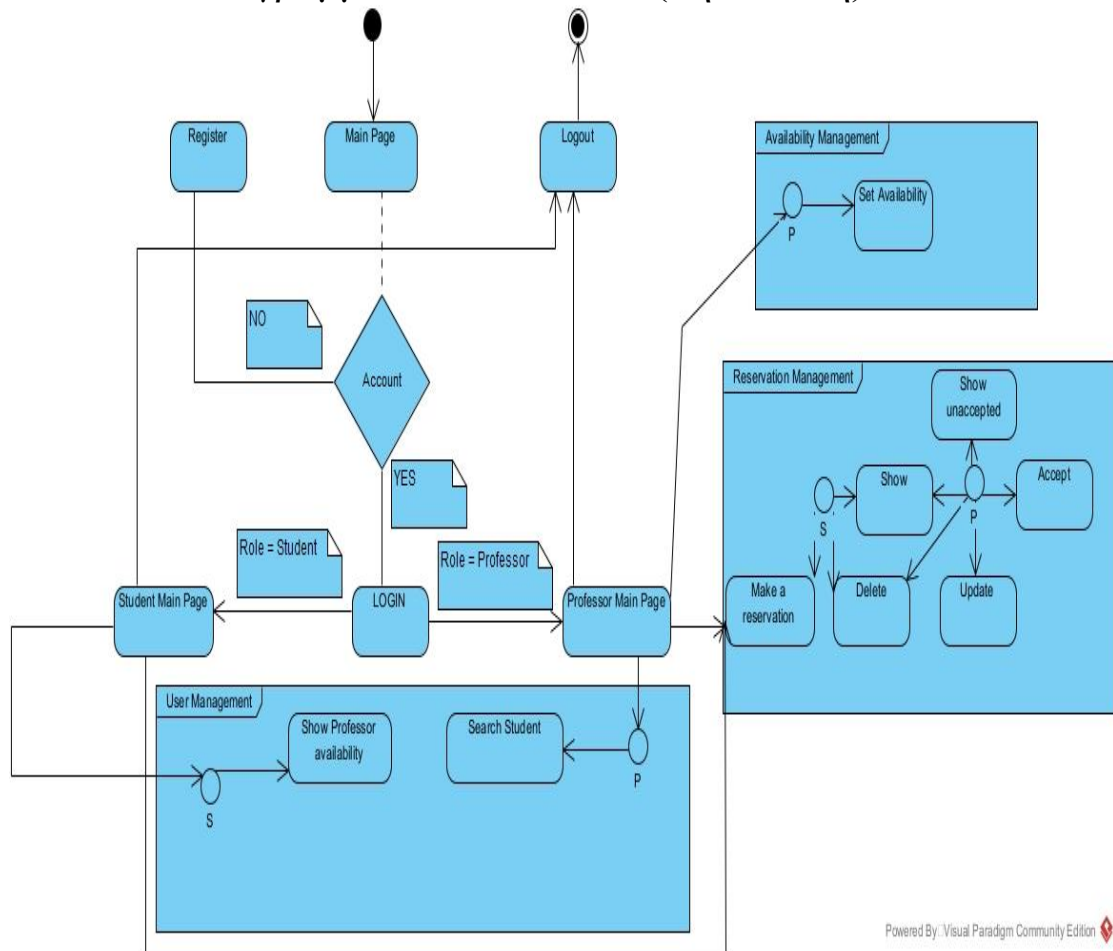 Register
Main Page
Logout
Availability Management
Set Availability
P
NO
Account
Reservation Management
Show
unaccepted
YES
Show
Accept
S
P
Role = Student
Role = Professor
Student Main Page
LOGIN
Professor Main Page
Make a
reservation
Delete
Update
User Management
Show Professor
availability
Search Student
S
P
Powered By Visual Paradigm Community Edition